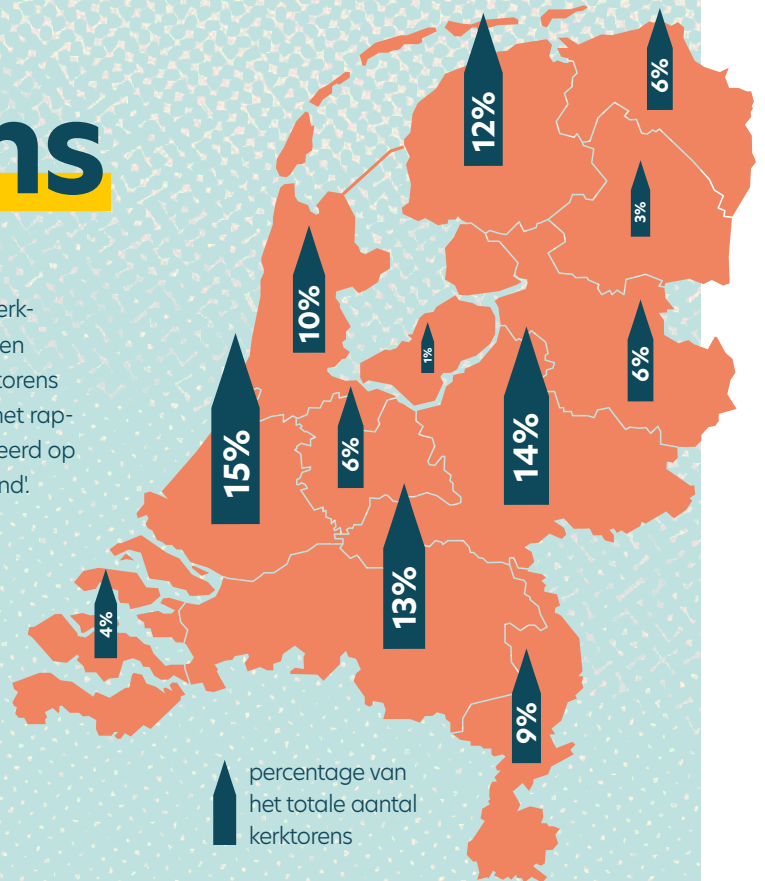 ns
erk-
en
torens
het rap-
eerd op
nd'.
12%
6%
3%
10%
1%
6%
15%
6%
14%
13%
4%
9%
percentage van
het totale aantal
kerktorens